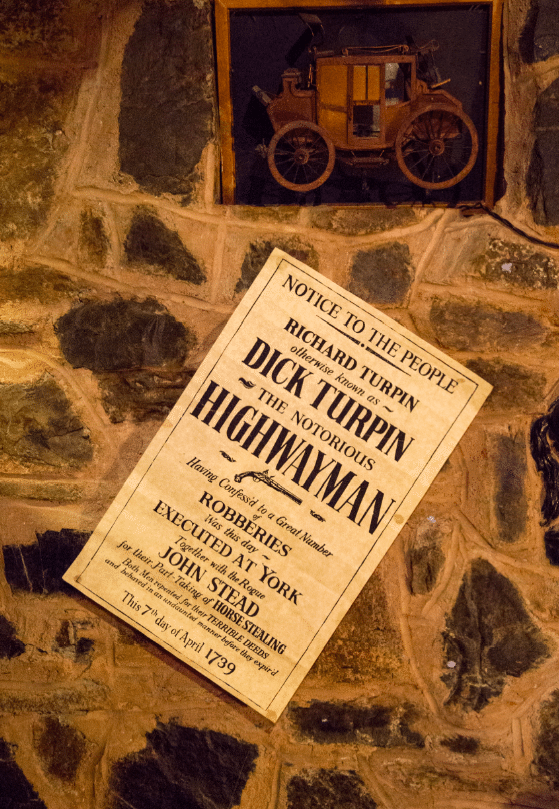 NOTICE TO THE PEOPLE
RICHARD TURPIN
otherwise known as ~
DICK TURPIN
THE NOTORIOUS
HIGHWAYMAN
Having Confess'd to a Great Number
of
ROBBERIES
Was this day ~
EXECUTED AT YORK
Together with the Rogue
JOHN STEAD
for their Part-Taking of HORSE STEALING
Both Men repented for their TERRIBLE DEEDS
and behaved in an undaunted manner before they expir'd
This 7th day of April 1739